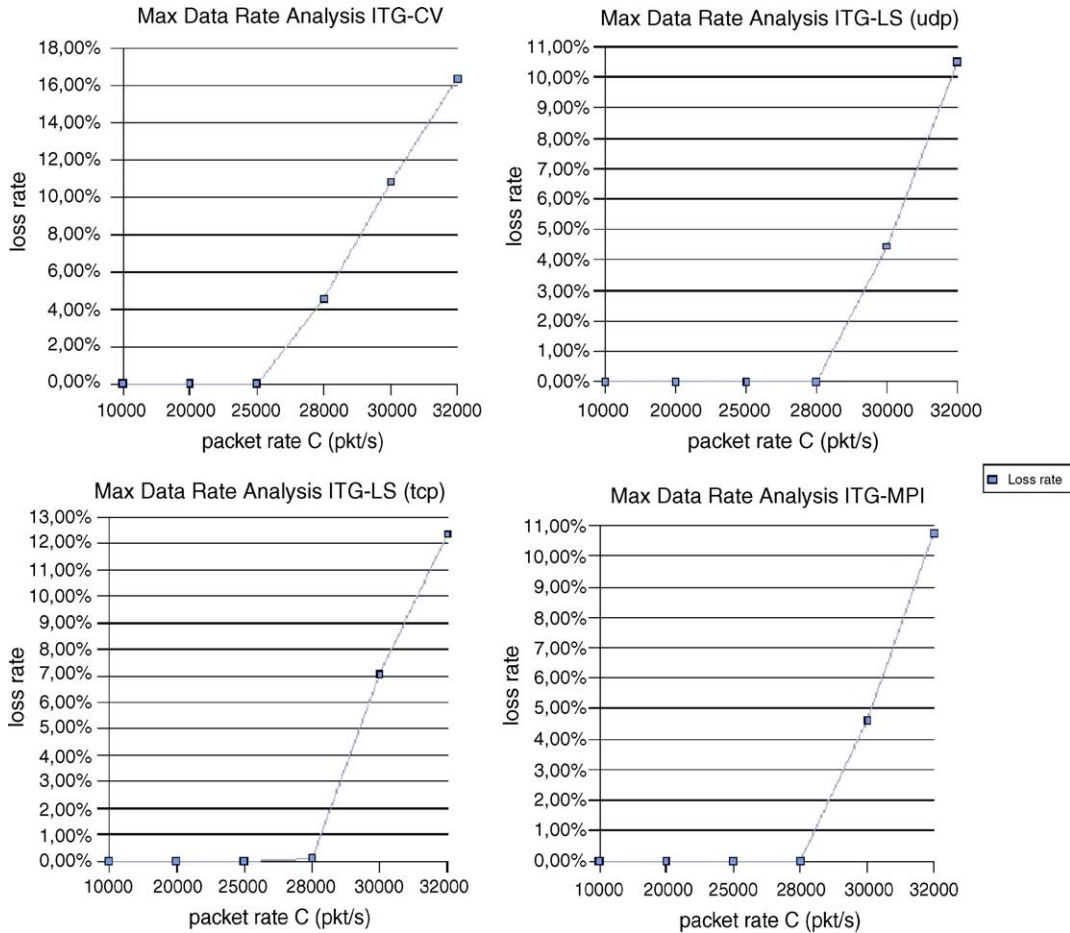 Max Data Rate Analysis ITG-CV
18,00%
16,00%
14,00%
12,00%
10,00%
8,00%
6,00%
4,00%
2,00%
0,00%
loss rate
10000 20000 25000 28000 30000 32000
packet rate C (pkt/s)
Max Data Rate Analysis ITG-LS (udp)
11,00%
10,00%
9,00%
8,00%
7,00%
6,00%
5,00%
4,00%
3,00%
2,00%
1,00%
0,00%
loss rate
10000 20000 25000 28000 30000 32000
packet rate C (pkt/s)
Max Data Rate Analysis ITG-LS (tcp)
13,00%
12,00%
11,00%
10,00%
9,00%
8,00%
7,00%
6,00%
5,00%
4,00%
3,00%
2,00%
1,00%
0,00%
loss rate
10000 20000 25000 28000 30000 32000
packet rate C (pkt/s)
Max Data Rate Analysis ITG-MPI
11,00%
10,00%
9,00%
8,00%
7,00%
6,00%
5,00%
4,00%
3,00%
2,00%
1,00%
0,00%
loss rate
10000 20000 25000 28000 30000 32000
packet rate C (pkt/s)
Loss rate